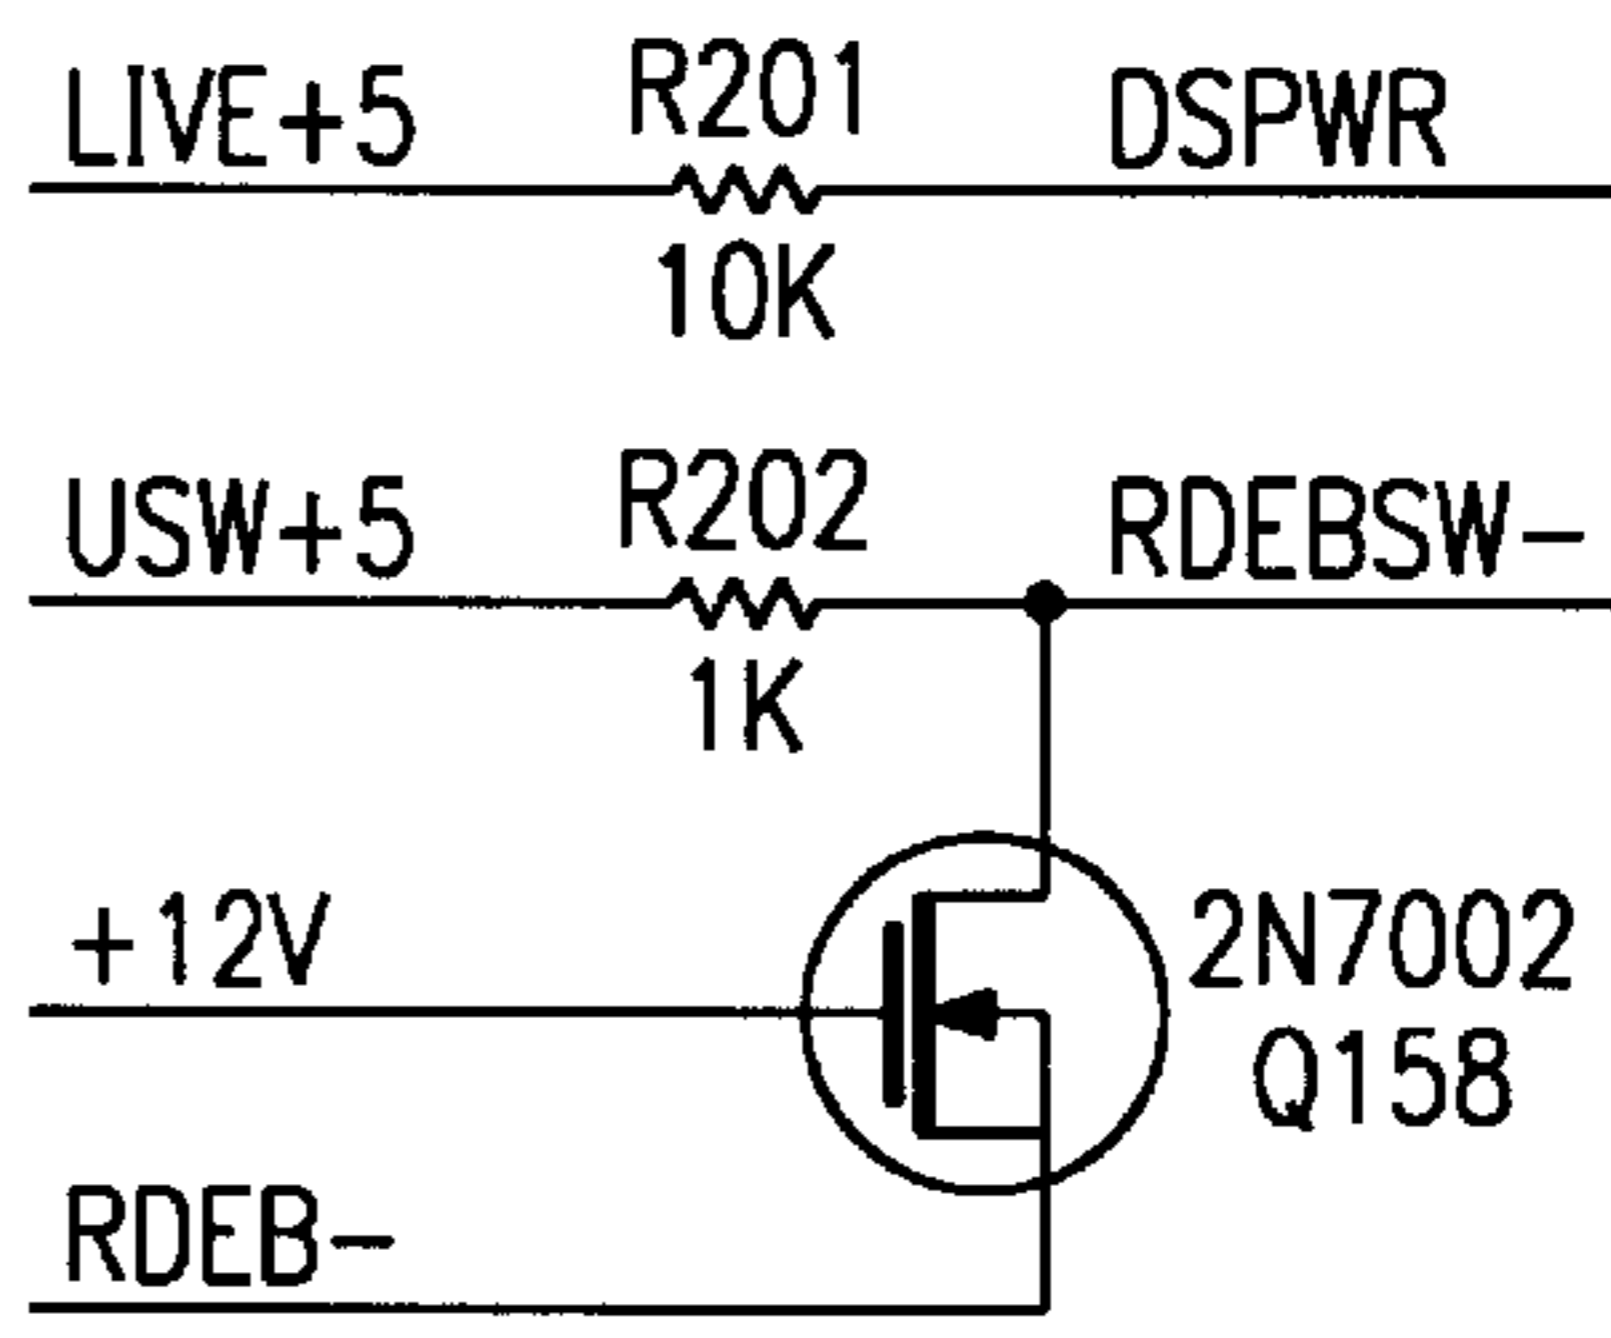 LIVE+5
R201
DSPWR
10K
USW+5
R202
RDEBSW-
1K
+12V
2N7002
Q158
RDEB-